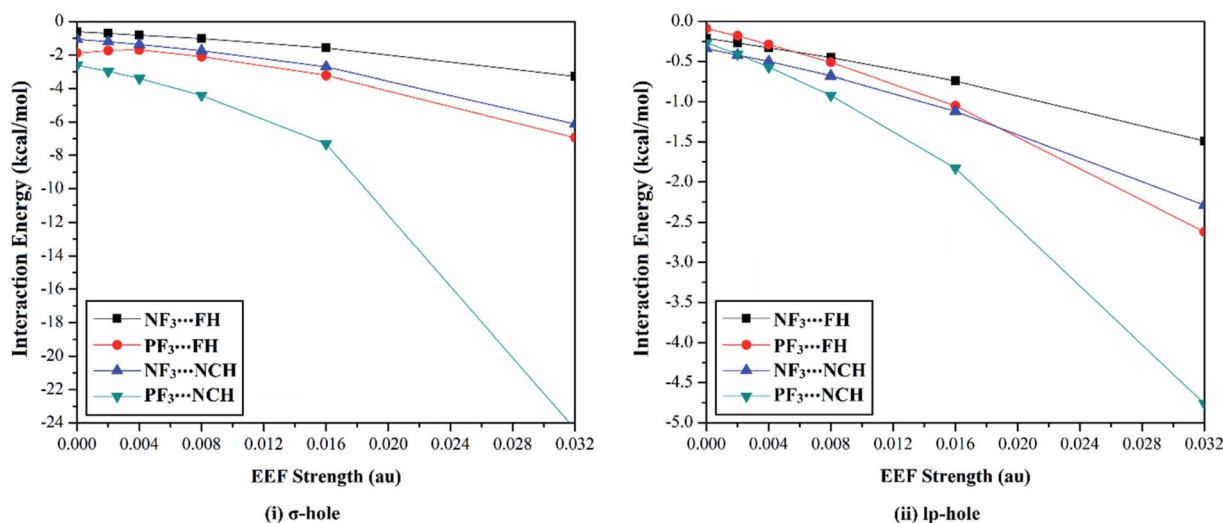 Interaction Energy (kcal/mol)
0
-2
-4
-6
-8
-10
-12
-14
-16
-18
-20
-22
-24
NF₃···FH
PF₃···FH
NF₃···NCH
PF₃···NCH
0.000 0.004 0.008 0.012 0.016 0.020 0.024 0.028 0.032
EEF Strength (au)
(i) σ-hole
Interaction Energy (kcal/mol)
0.0
-0.5
-1.0
-1.5
-2.0
-2.5
-3.0
-3.5
-4.0
-4.5
-5.0
NF₃···FH
PF₃···FH
NF₃···NCH
PF₃···NCH
0.000 0.004 0.008 0.012 0.016 0.020 0.024 0.028 0.032
EEF Strength (au)
(ii) lp-hole